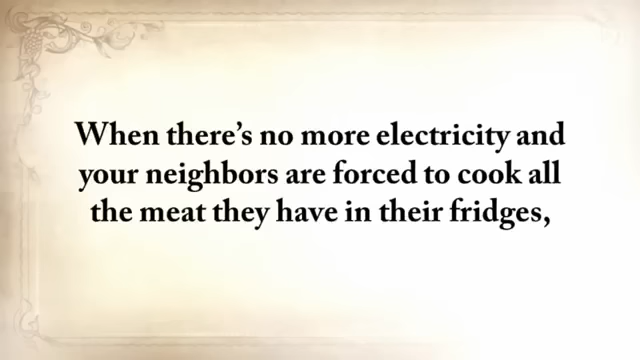 When there’s no more electricity and
your neighbors are forced to cook all
the meat they have in their fridges,